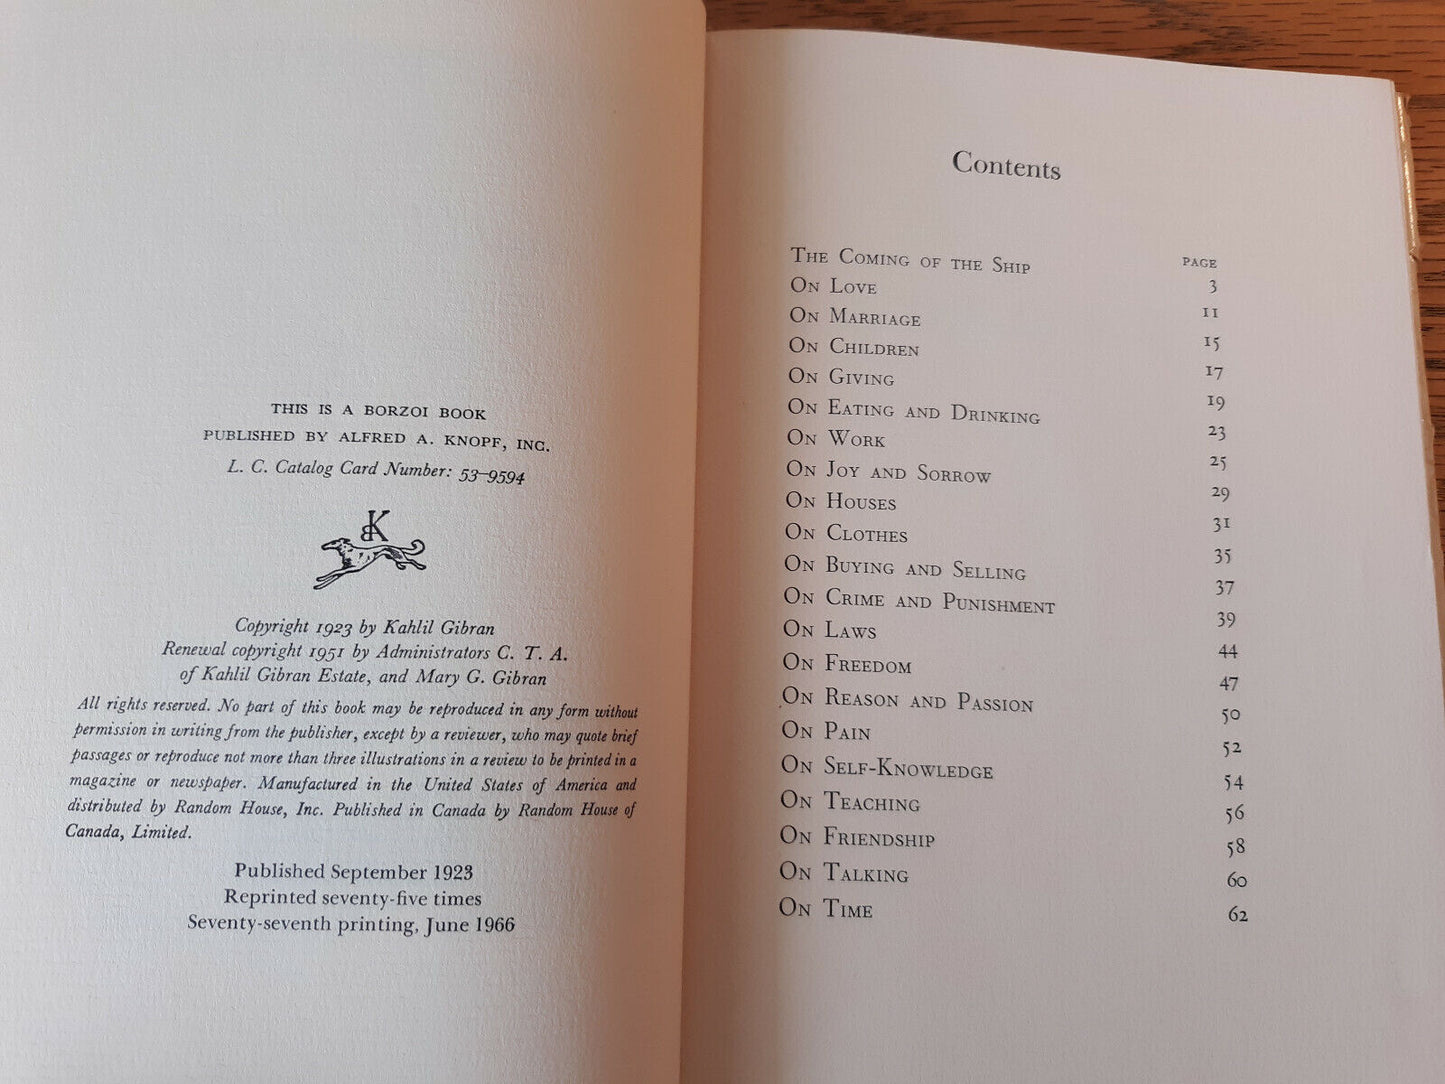 THIS IS A BORZOI BOOK
PUBLISHED BY ALFRED A. KNOPF, INC.
L. C. Catalog Card Number: 53-9594
BK
Copyright 1923 by Kahlil Gibran
Renewal copyright 1951 by Administrators C. T. A.
of Kahlil Gibran Estate, and Mary G. Gibran
All rights reserved. No part of this book may be reproduced in any form without
permission in writing from the publisher, except by a reviewer, who may quote brief
passages or reproduce not more than three illustrations in a review to be printed in a
magazine or newspaper. Manufactured in the United States of America and
distributed by Random House, Inc. Published in Canada by Random House of
Canada, Limited.
Published September 1923
Reprinted seventy-five times
Seventy-seventh printing, June 1966
Contents
PAGE
The Coming of the Ship 3
On Love 11
On Marriage 15
On Children 17
On Giving 19
On Eating and Drinking 23
On Work 25
On Joy and Sorrow 29
On Houses 31
On Clothes 35
On Buying and Selling 37
On Crime and Punishment 39
On Laws 44
On Freedom 47
On Reason and Passion 50
On Pain 52
On Self-Knowledge 54
On Teaching 56
On Friendship 58
On Talking 60
On Time 62